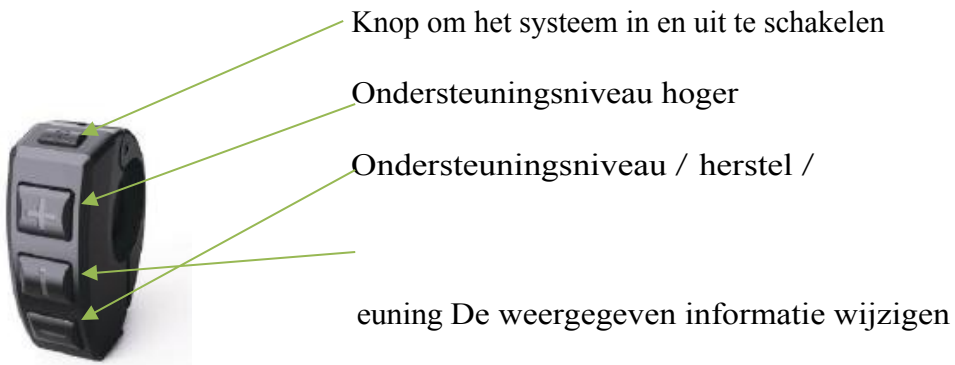 Knop om het systeem in en uit te schakelen
Ondersteuningsniveau hoger
Ondersteuningsniveau / herstel /
euning De weergegeven informatie wijzigen